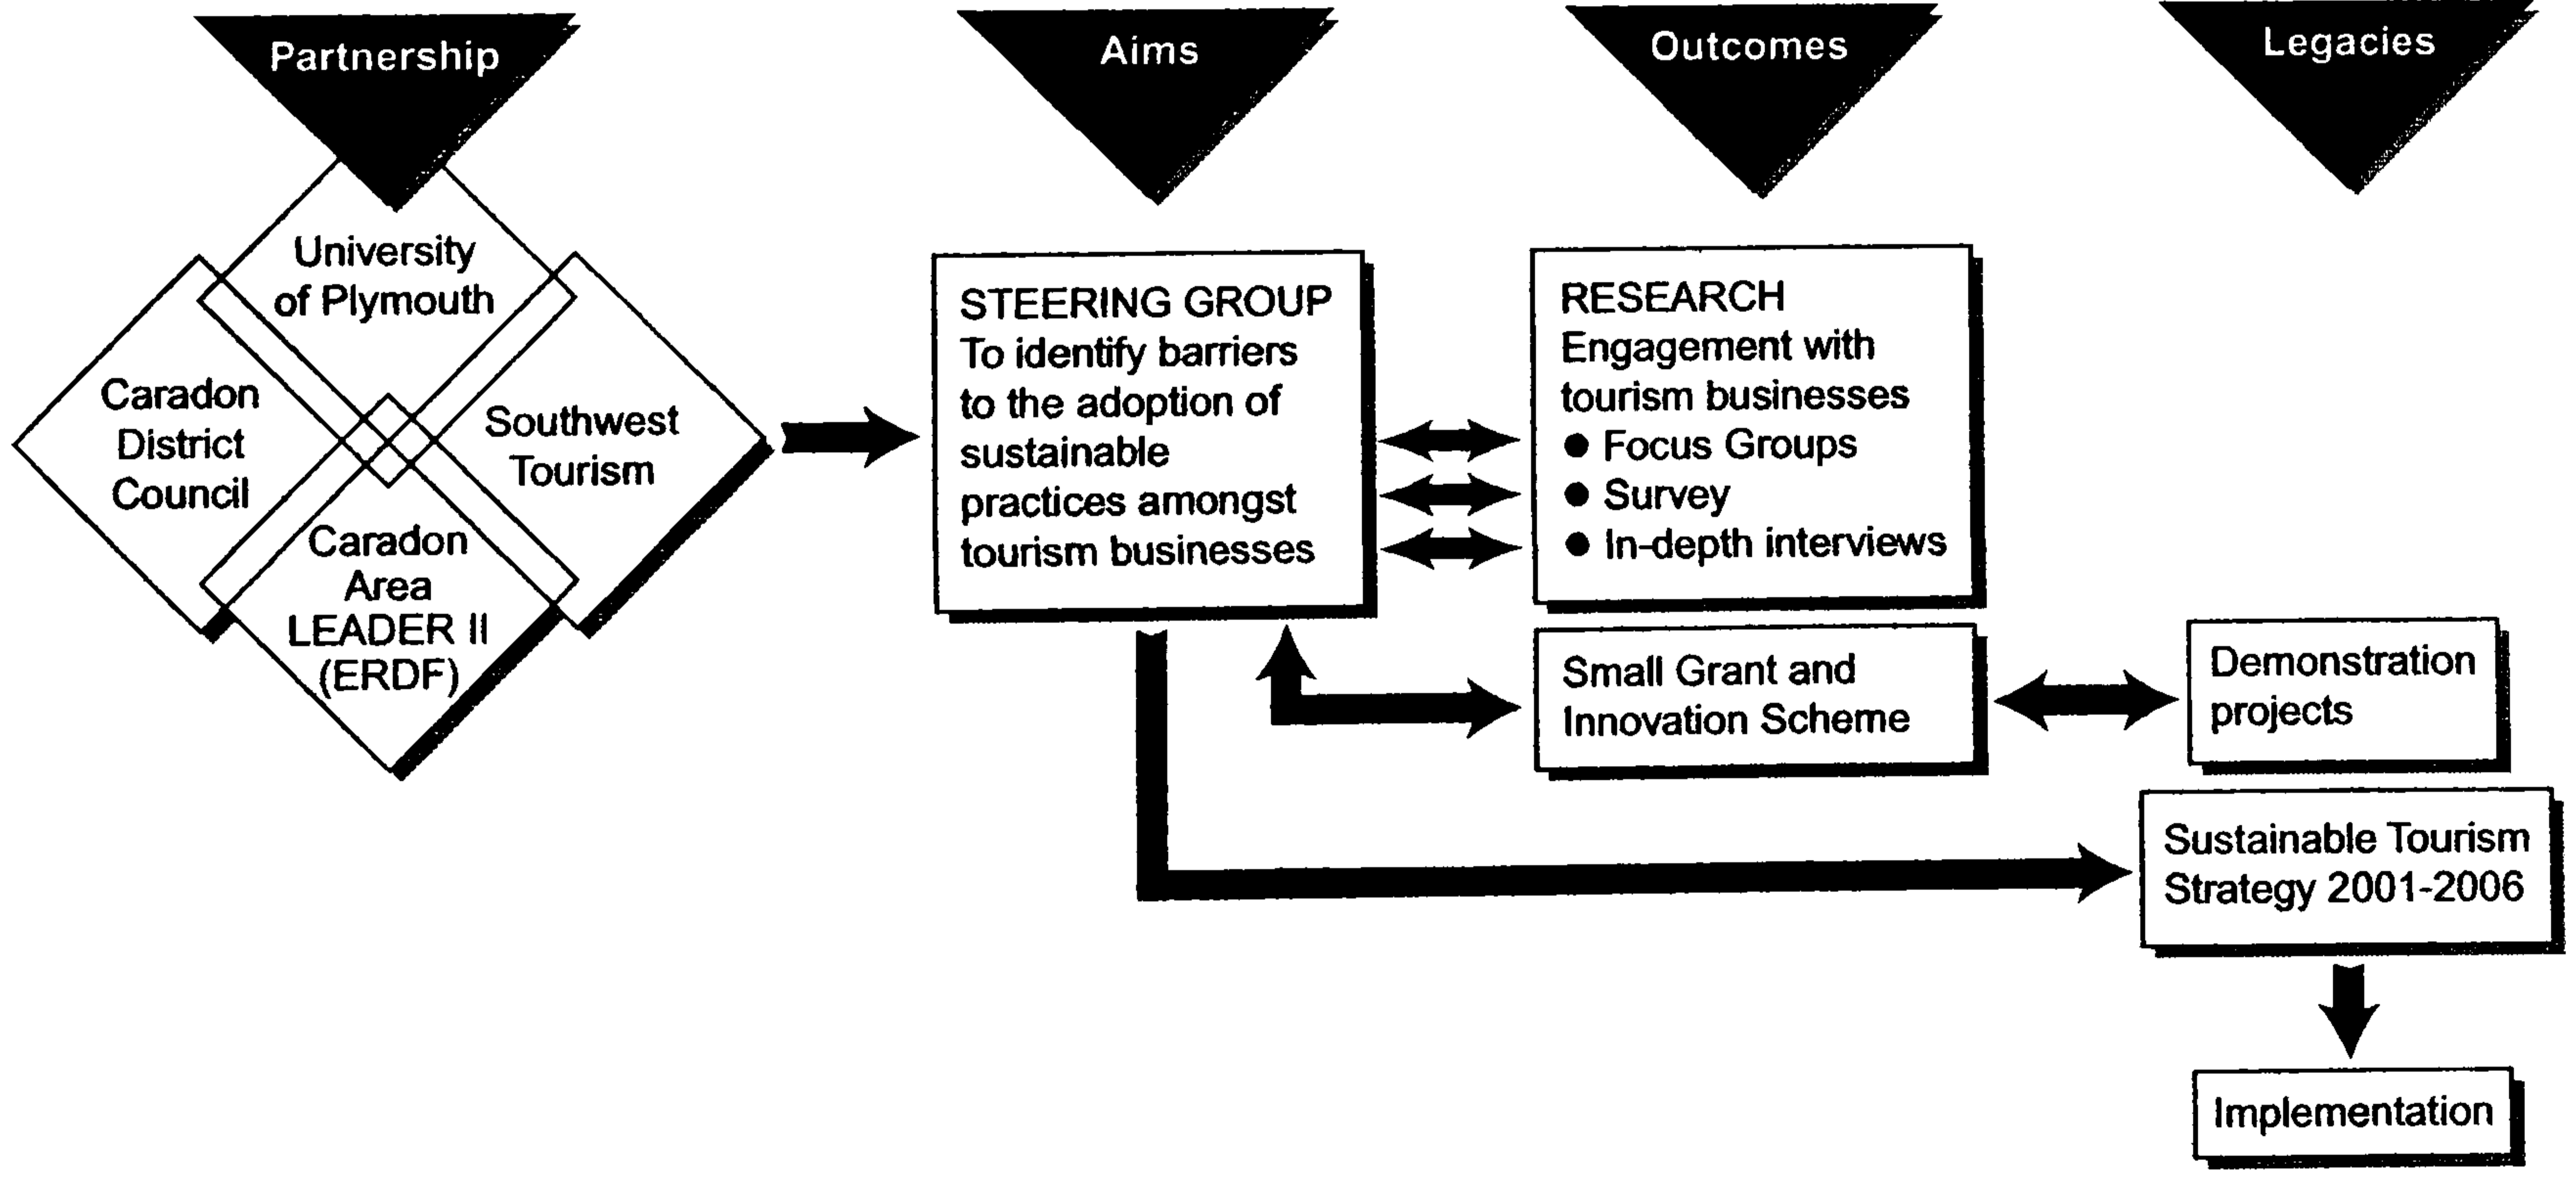 Partnership
Aims
Outcomes
Legacies
University
of Plymouth
Caradon
District
Council
Southwest
Tourism
Caradon
Area
LEADER II
(ERDF)
STEERING GROUP
To identify barriers
to the adoption of
sustainable
practices amongst
tourism businesses
RESEARCH
Engagement with
tourism businesses
● Focus Groups
● Survey
● In-depth interviews
Small Grant and
Innovation Scheme
Demonstration
projects
Sustainable Tourism
Strategy 2001-2006
Implementation